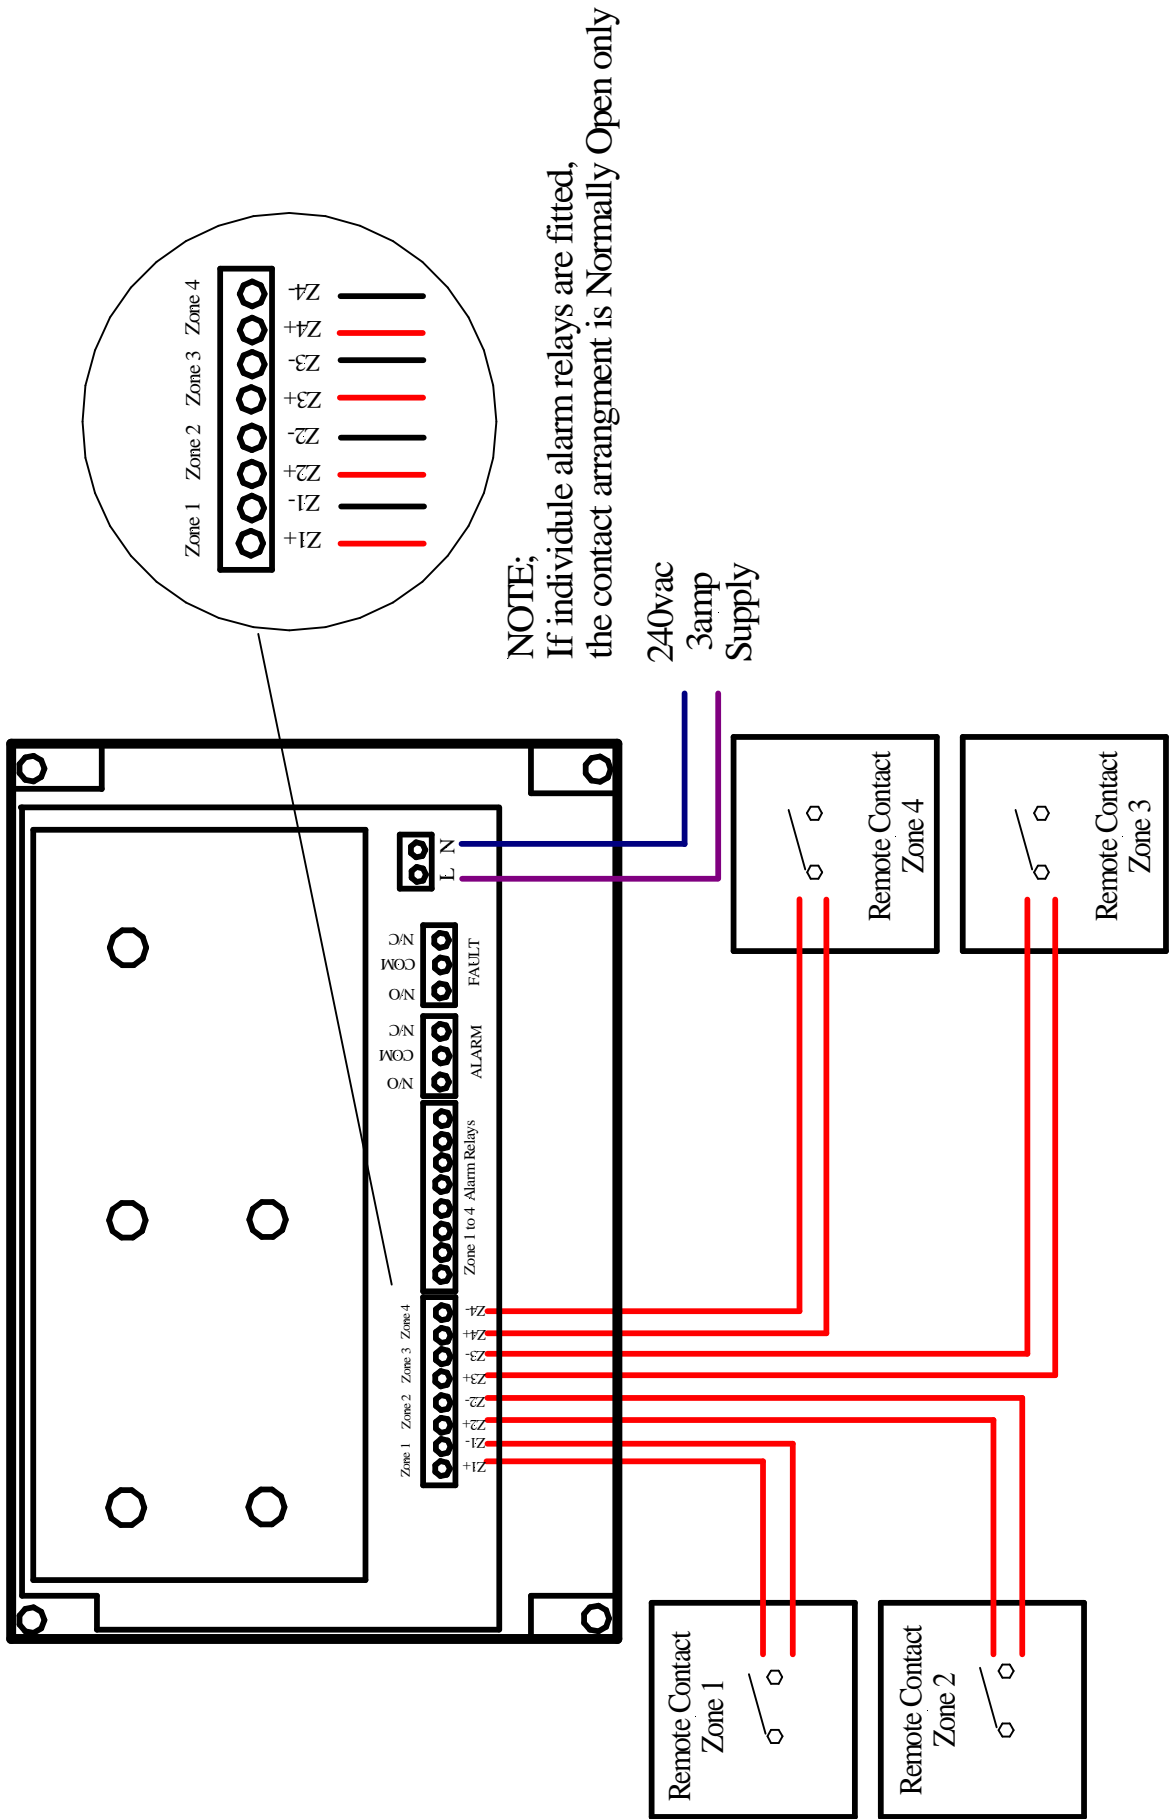 Zone 1 Zone 2 Zone 3 Zone 4
Z1+ Z1- Z2+ Z2- Z3+ Z3- Z4+ Z4-
NOTE;
If individule alarm relays are fitted,
the contact arrangment is Normally Open only
240vac
3amp
Supply
N/O COM N/C N/O COM N/C
Zone 1 Zone 2 Zone 3 Zone 4
L N
Z1+ Z1- Z2+ Z2- Z3+ Z3- Z4+ Z4-
Zone 1 to 4 Alarm Relays
ALARM
FAULT
Remote Contact
Zone 1
Remote Contact
Zone 4
Remote Contact
Zone 2
Remote Contact
Zone 3